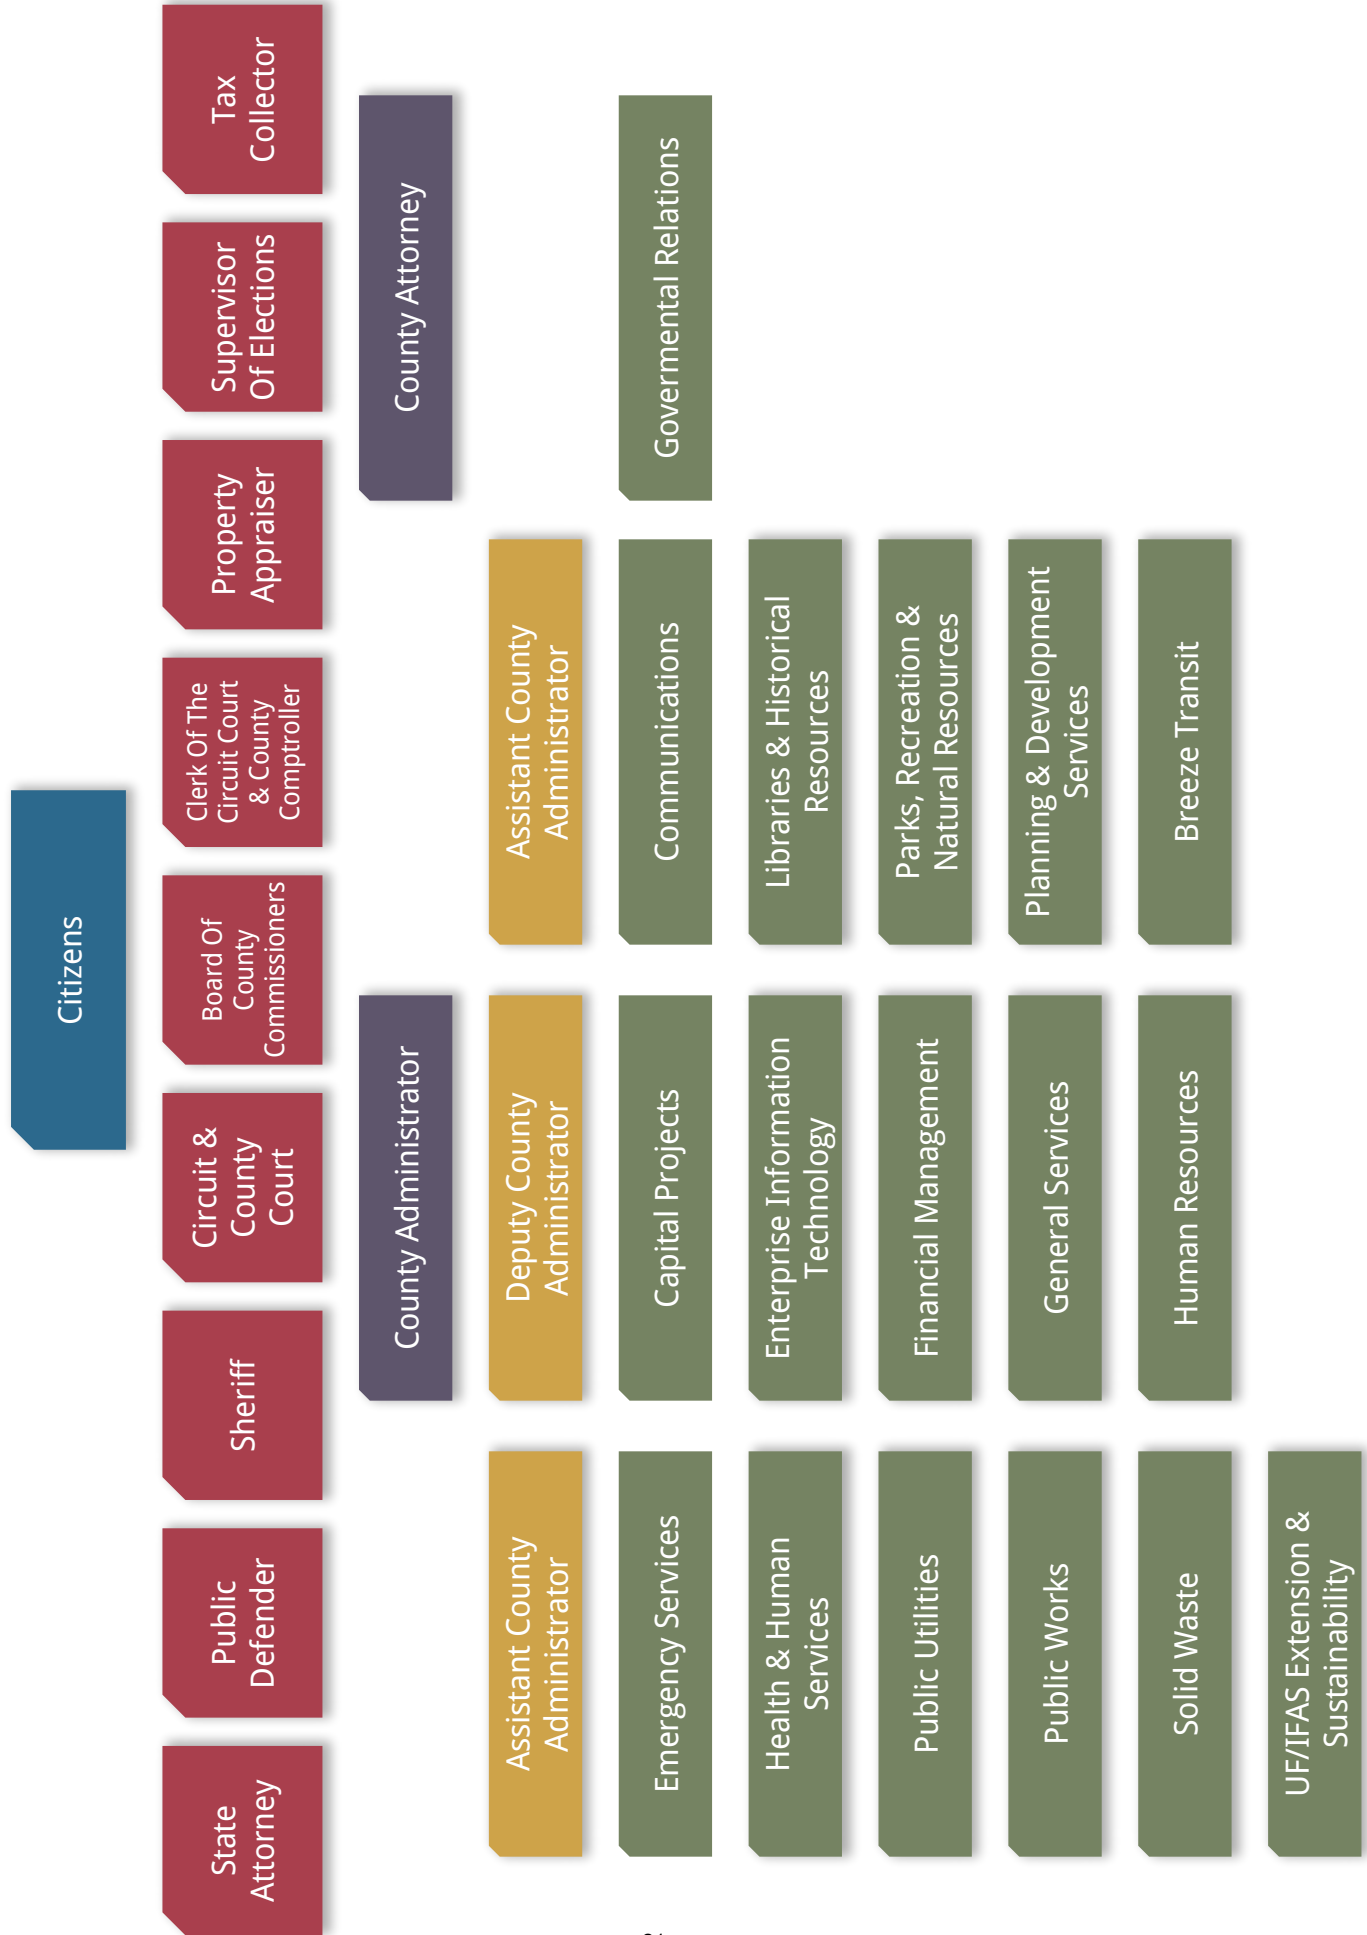 Citizens
State
Attorney
Public
Defender
Sheriff
Circuit &
County
Court
Board Of
County
Commissioners
Clerk Of The
Circuit Court
& County
Comptroller
Property
Appraiser
Supervisor
Of Elections
Tax
Collector
County Administrator
County Attorney
Assistant County
Administrator
Deputy County
Administrator
Assistant County
Administrator
Emergency Services
Capital Projects
Communications
Govermental Relations
Health & Human
Services
Enterprise Information
Technology
Libraries & Historical
Resources
Public Utilities
Financial Management
Parks, Recreation &
Natural Resources
Public Works
General Services
Planning & Development
Services
Solid Waste
Human Resources
Breeze Transit
UF/IFAS Extension &
Sustainability